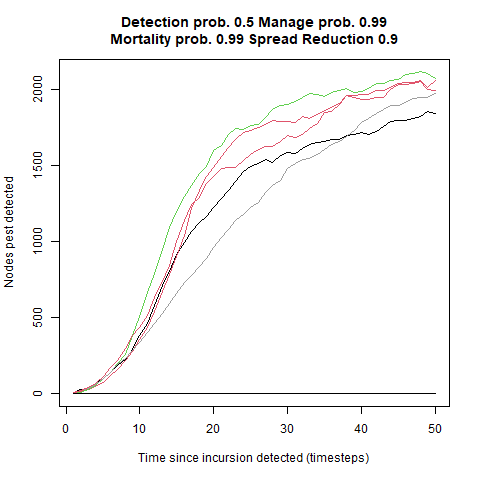 Detection prob. 0.5 Manage prob. 0.99
Mortality prob. 0.99 Spread Reduction 0.9
Nodes pest detected
2000
1500
1000
500
0
0 10 20 30 40 50
Time since incursion detected (timesteps)